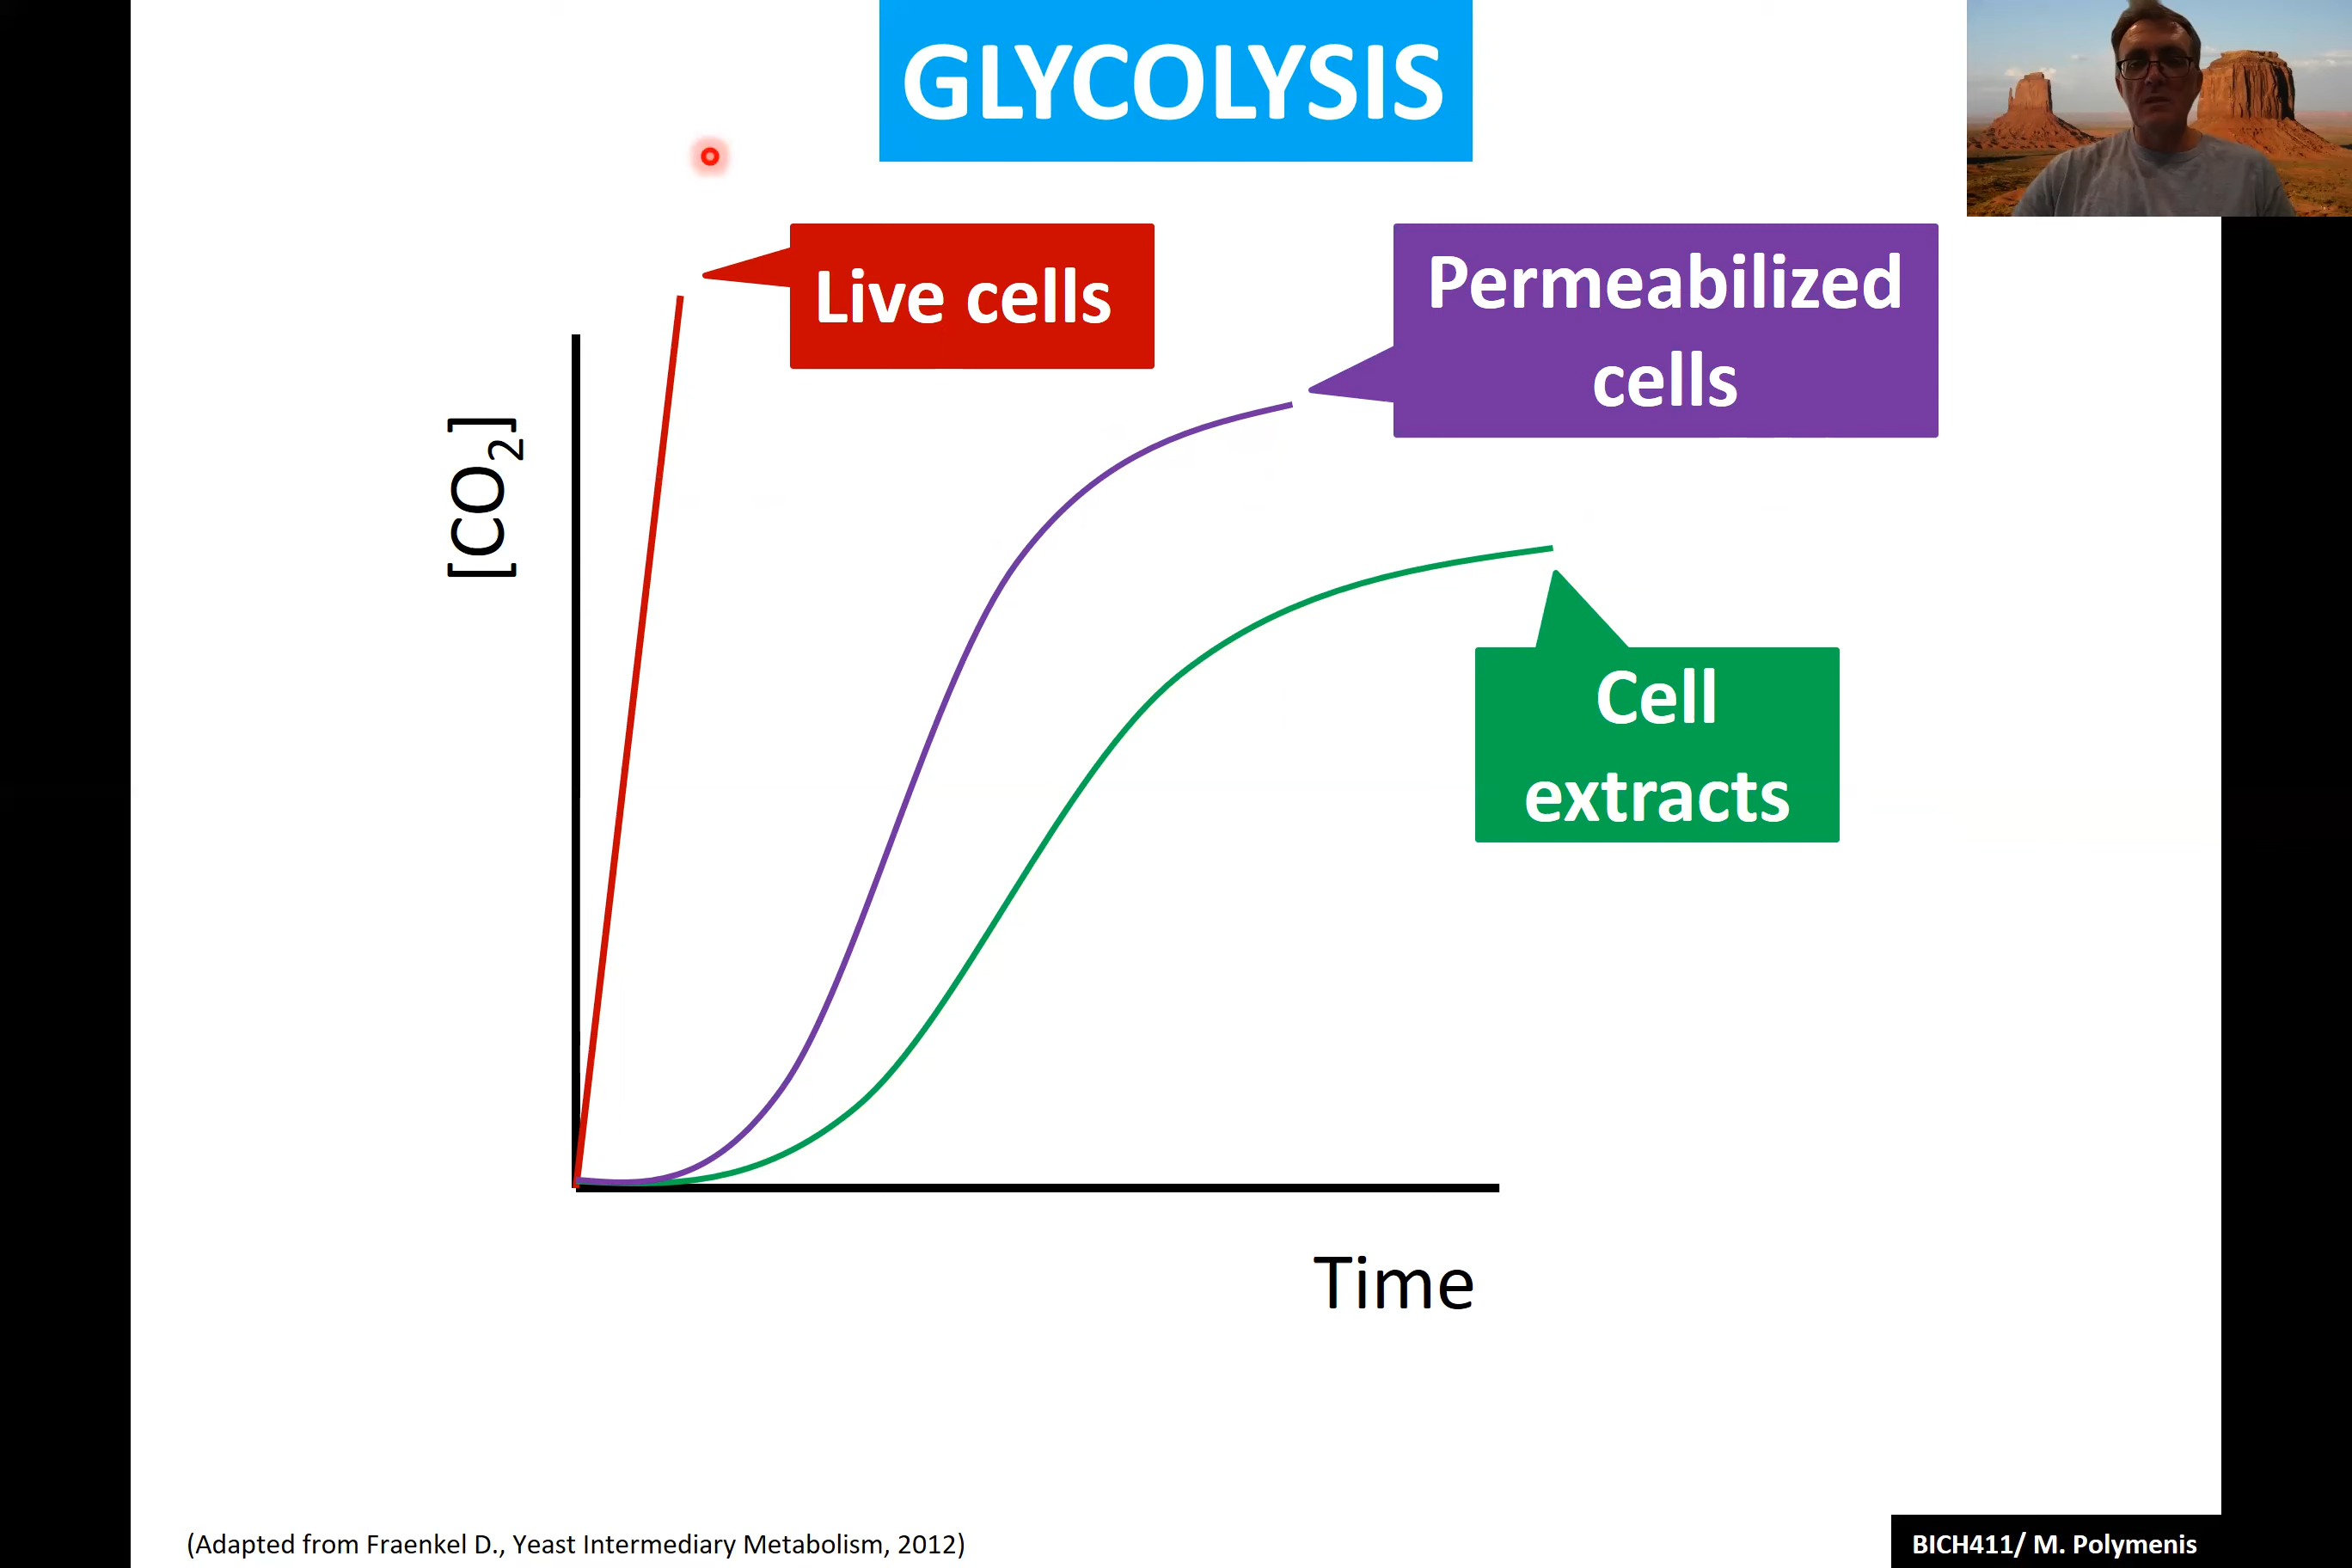 GLYCOLYSIS
Live cells
Permeabilized
cells
[CO₂]
Cell
extracts
Time
(Adapted from Fraenkel D., Yeast Intermediary Metabolism, 2012)
BICH411/ M. Polymenis